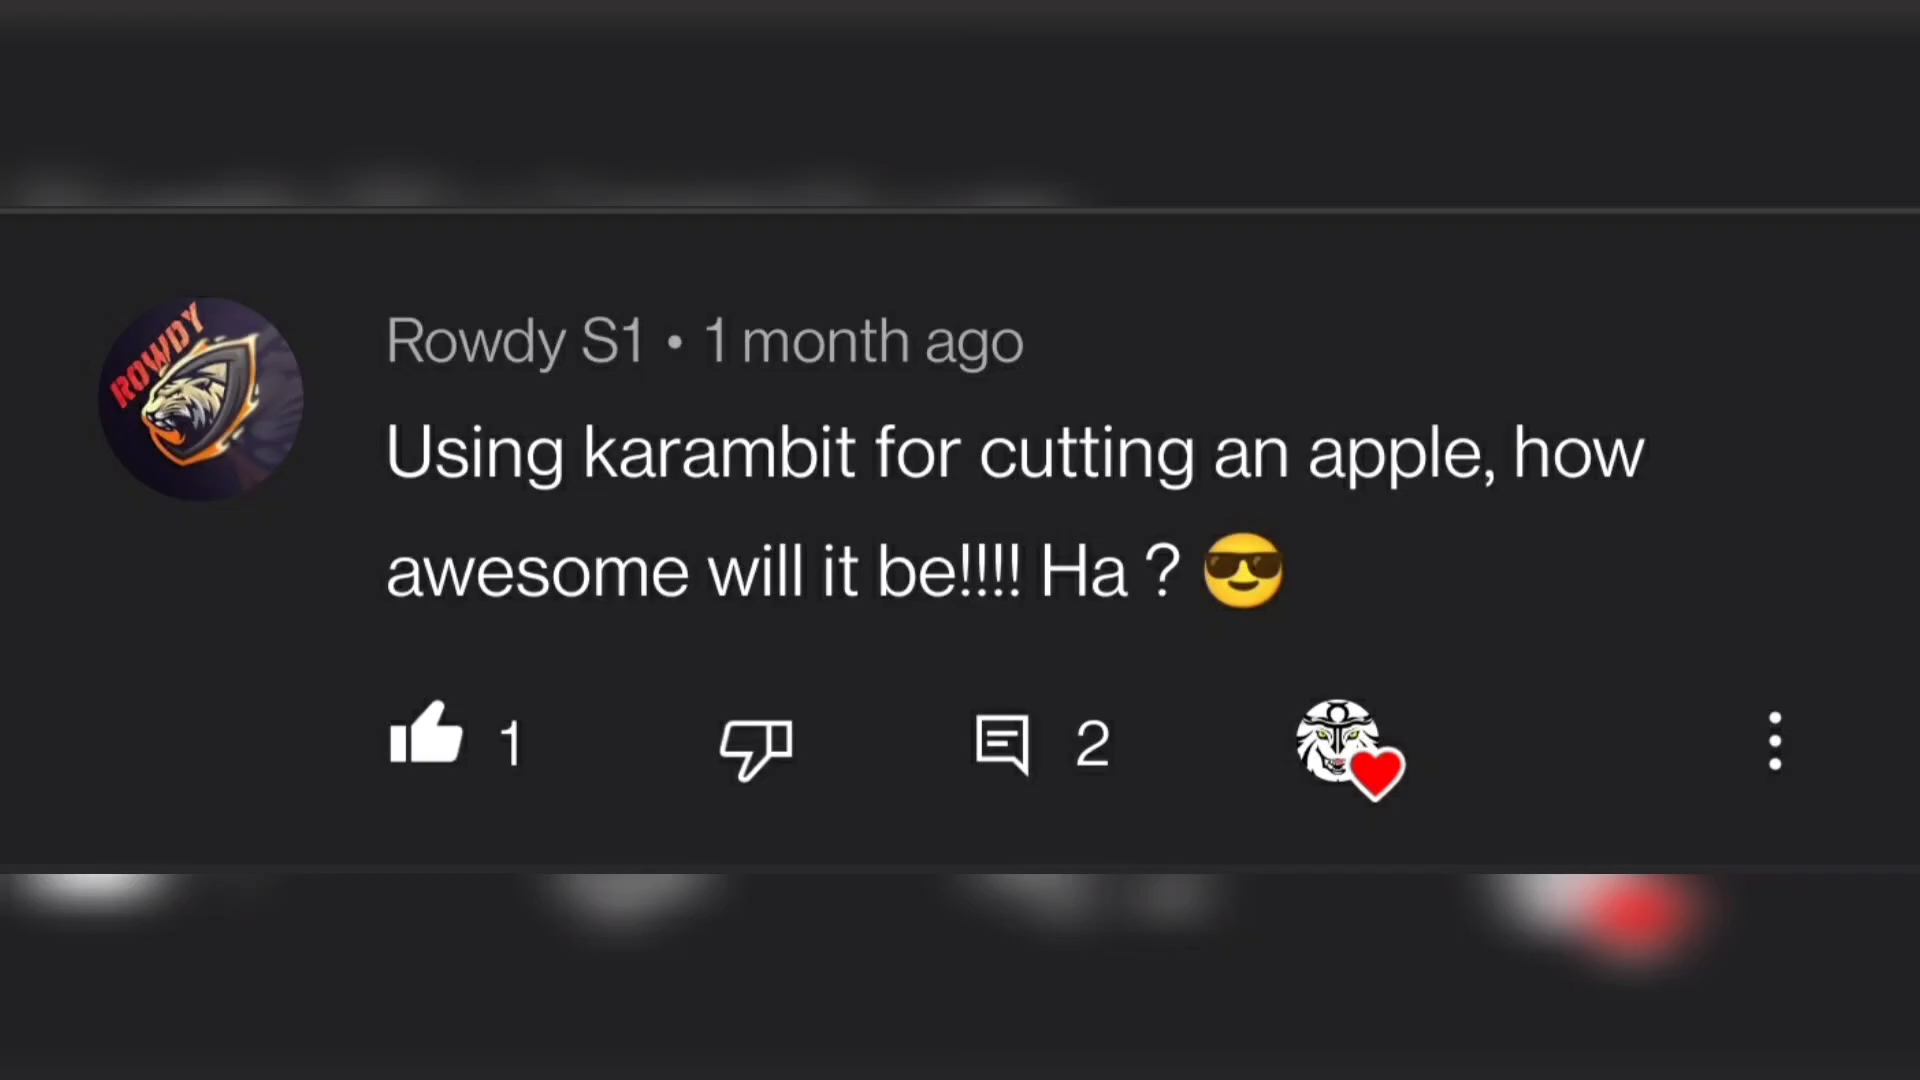 ROWDY
Rowdy S1 • 1 month ago
Using karambit for cutting an apple, how
awesome will it be!!!! Ha ? 😎
1 2